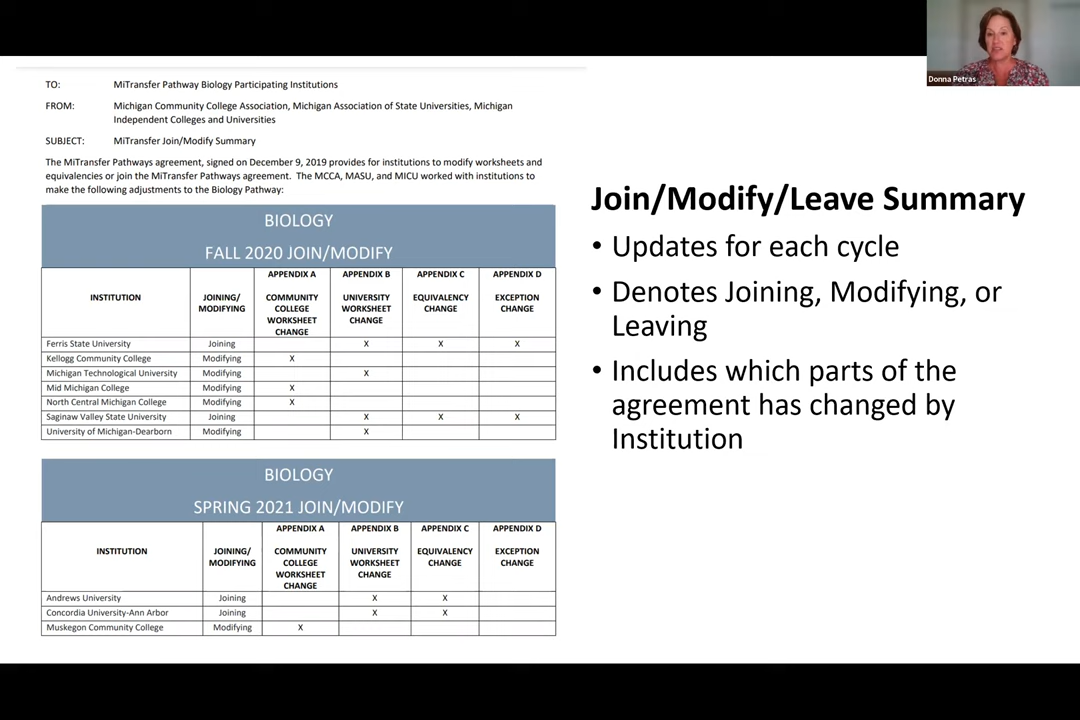 Donna Petras
TO: MiTransfer Pathway Biology Participating Institutions
FROM: Michigan Community College Association, Michigan Association of State Universities, Michigan
Independent Colleges and Universities
SUBJECT: MiTransfer Join/Modify Summary
The MiTransfer Pathways agreement, signed on December 9, 2019 provides for institutions to modify worksheets and
equivalencies or join the MiTransfer Pathways agreement. The MCCA, MASU, and MICU worked with institutions to
make the following adjustments to the Biology Pathway:
BIOLOGY
FALL 2020 JOIN/MODIFY
INSTITUTION
JOINING/
MODIFYING
APPENDIX A
COMMUNITY
COLLEGE
WORKSHEET
CHANGE
APPENDIX B
UNIVERSITY
WORKSHEET
CHANGE
APPENDIX C
EQUIVALENCY
CHANGE
APPENDIX D
EXCEPTION
CHANGE
Ferris State University Joining X X X
Kellogg Community College Modifying X
Michigan Technological University Modifying X
Mid Michigan College Modifying X
North Central Michigan College Modifying X
Saginaw Valley State University Joining X X X
University of Michigan-Dearborn Modifying X
BIOLOGY
SPRING 2021 JOIN/MODIFY
INSTITUTION
JOINING/
MODIFYING
APPENDIX A
COMMUNITY
COLLEGE
WORKSHEET
CHANGE
APPENDIX B
UNIVERSITY
WORKSHEET
CHANGE
APPENDIX C
EQUIVALENCY
CHANGE
APPENDIX D
EXCEPTION
CHANGE
Andrews University Joining X X
Concordia University-Ann Arbor Joining X X
Muskegon Community College Modifying X
Join/Modify/Leave Summary
• Updates for each cycle
• Denotes Joining, Modifying, or
Leaving
• Includes which parts of the
agreement has changed by
Institution